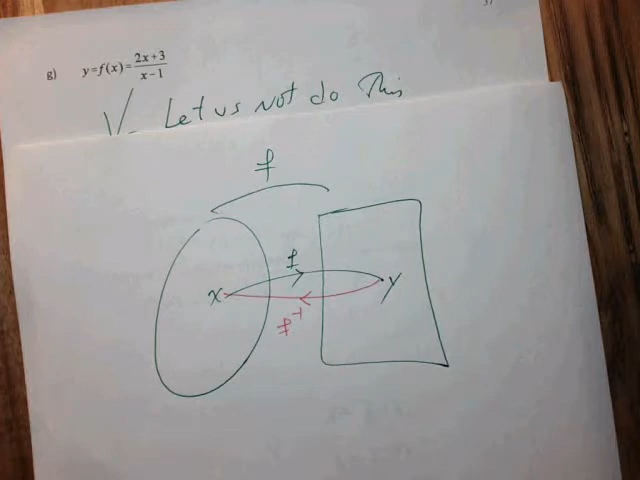 g) y=f(x)= 2x+3 / x-1
Let us not do This
f
f
x y
f⁻¹